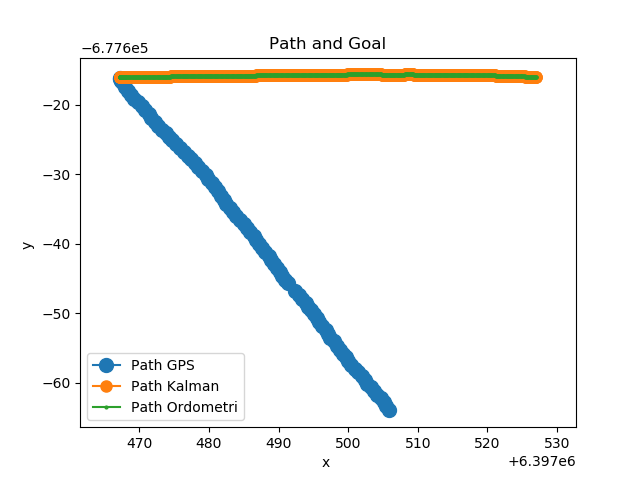 −6.776e5
Path and Goal
−20
−30
−40
−50
−60
y
Path GPS
Path Kalman
Path Ordometri
470 480 490 500 510 520 530
x
+6.397e6